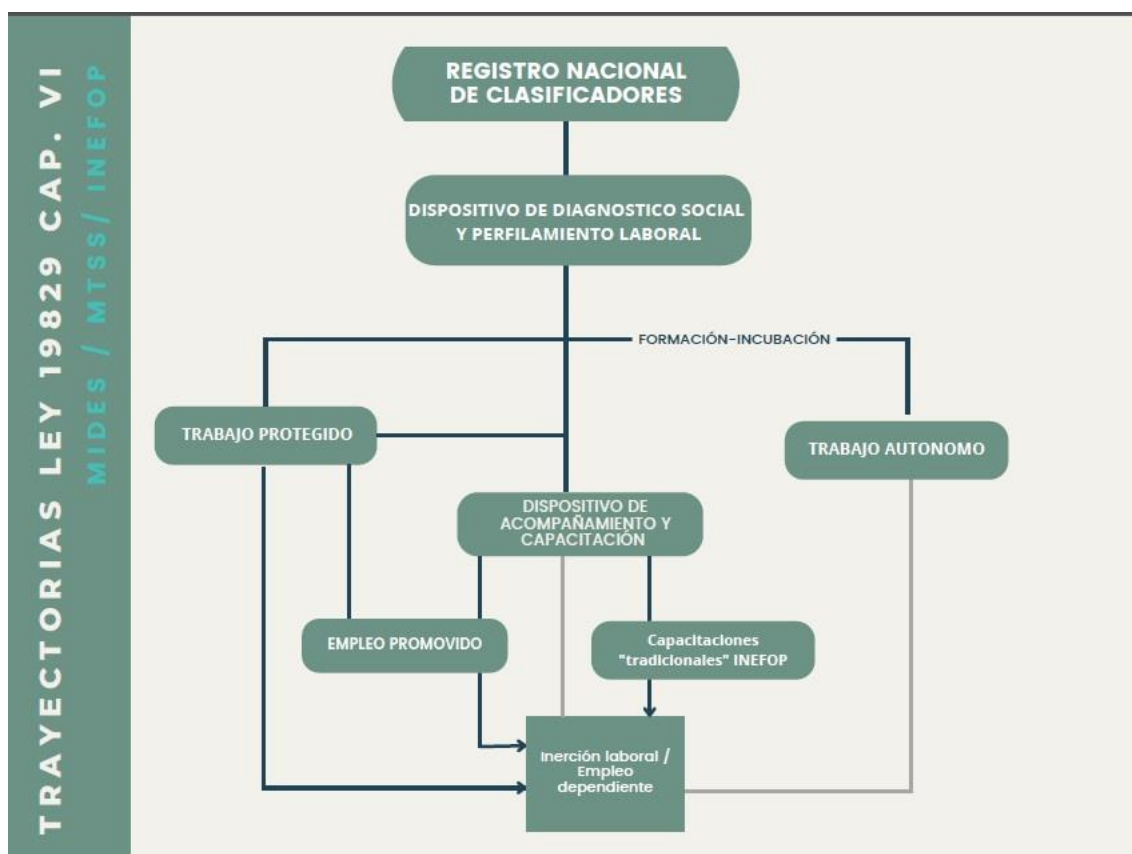 TRAYECTORIAS LEY 19829 CAP. VI
MIDES / MTSS/ INEFOP
REGISTRO NACIONAL
DE CLASIFICADORES
DISPOSITIVO DE DIAGNOSTICO SOCIAL
Y PERFILAMIENTO LABORAL
FORMACIÓN-INCUBACIÓN
TRABAJO PROTEGIDO
TRABAJO AUTONOMO
DISPOSITIVO DE
ACOMPAÑAMIENTO Y
CAPACITACIÓN
EMPLEO PROMOVIDO
Capacitaciones
"tradicionales" INEFOP
Inerción laboral /
Empleo
dependiente